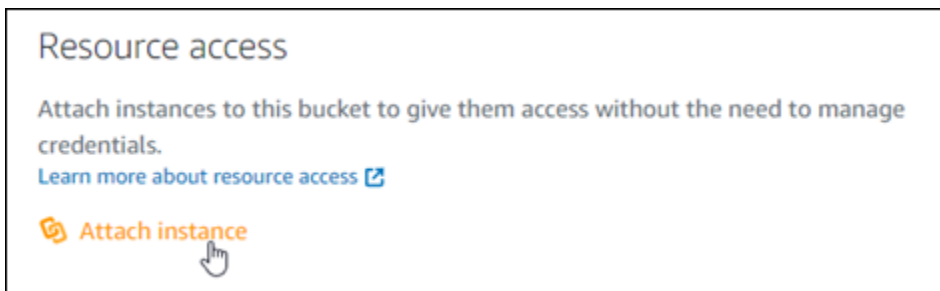 Resource access
Attach instances to this bucket to give them access without the need to manage
credentials.
Learn more about resource access
Attach instance